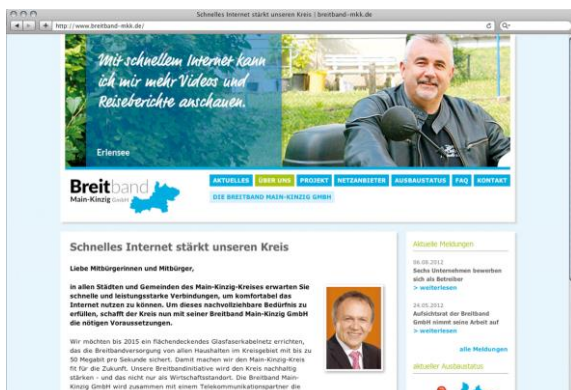 Schnelles Internet stärkt unseren Kreis | breitband-mkk.de
http://www.breitband-mkk.de/
Mit schnellem Internet kann
ich mir mehr Videos und
Reiseberichte anschauen.
Erlensee
Breitband
Main-Kinzig GmbH
AKTUELLES ÜBER UNS PROJEKT NETZANBIETER AUSBAUSTATUS FAQ KONTAKT
DIE BREITBAND MAIN-KINZIG GMBH
Schnelles Internet stärkt unseren Kreis
Liebe Mitbürgerinnen und Mitbürger,
in allen Städten und Gemeinden des Main-Kinzig-Kreises erwarten Sie
schnelle und leistungsstarke Verbindungen, um komfortabel das
Internet nutzen zu können. Um dieses nachvollziehbare Bedürfnis zu
erfüllen, schafft der Kreis nun mit seiner Breitband Main-Kinzig GmbH
die nötigen Voraussetzungen.
Wir möchten bis 2015 ein flächendeckendes Glasfaserkabelnetz errichten,
das die Breitbandversorgung von allen Haushalten im Kreisgebiet mit bis zu
50 Megabit pro Sekunde sichert. Damit machen wir den Main-Kinzig-Kreis
fit für die Zukunft. Unsere Breitbandinitiative wird den Kreis nachhaltig
stärken - und das nicht nur als Wirtschaftsstandort. Die Breitband Main-
Kinzig GmbH wird zusammen mit einem Telekommunikationspartner die
Aktuelle Meldungen
06.08.2012
Sechs Unternehmen bewerben
sich als Betreiber
> weiterlesen
24.05.2012
Aufsichtsrat der Breitband
GmbH nimmt seine Arbeit auf
> weiterlesen
alle Meldungen
aktueller Ausbaustatus